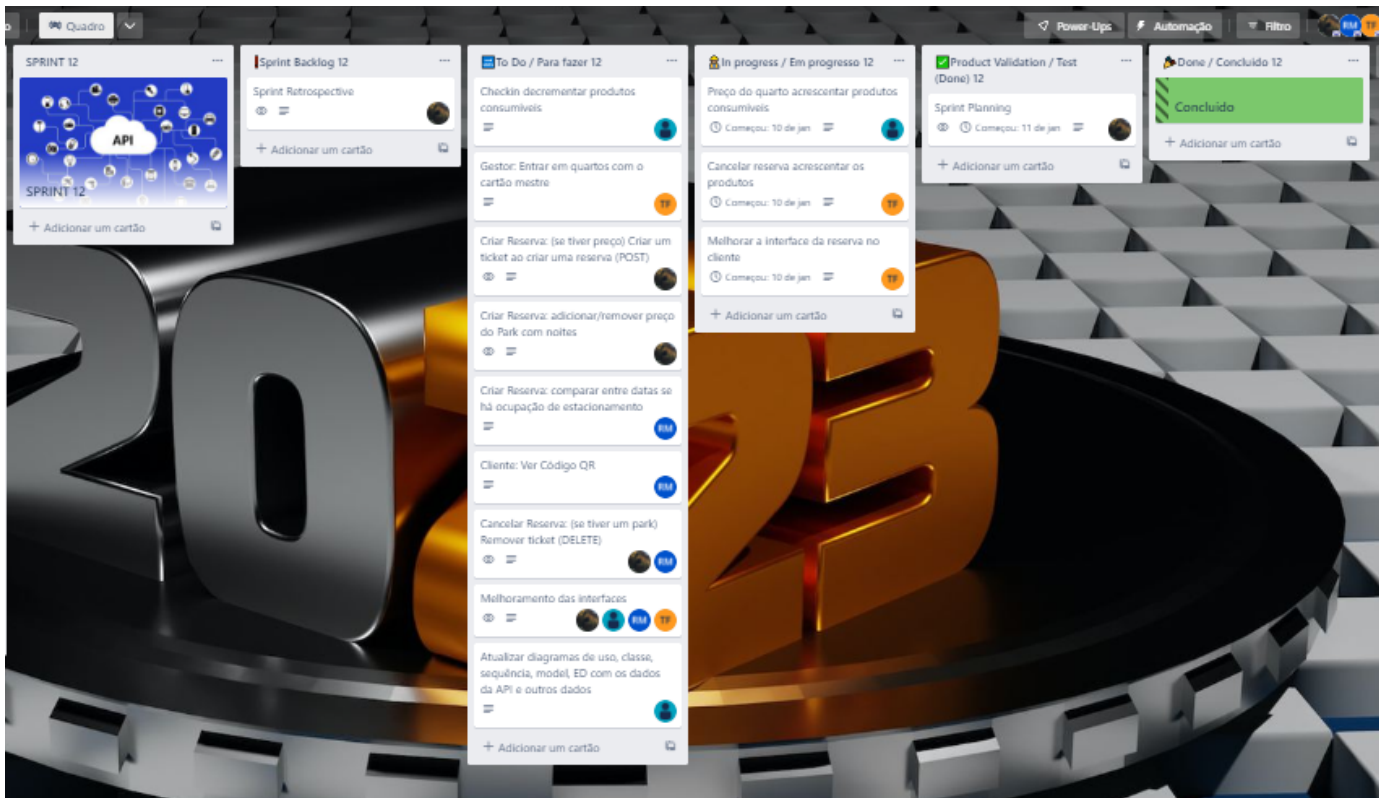 Quadro
Power-Ups
Automação
Filtro
RM
TF
SPRINT 12
API
SPRINT 12
+ Adicionar um cartão
Sprint Backlog 12
Sprint Retrospective
+ Adicionar um cartão
To Do / Para fazer 12
Checkin decrementar produtos
consumiveis
Gestor: Entrar em quartos com o
cartão mestre
TF
Criar Reserva: (se tiver preço) Criar um
ticket ao criar uma reserva (POST)
Criar Reserva: adicionar/remover preço
do Park com noites
Criar Reserva: comparar entre datas se
há ocupação de estacionamento
RM
Cliente: Ver Código QR
RM
Cancelar Reserva: (se tiver um park)
Remover ticket (DELETE)
RM
Melhoramento das interfaces
RM
TF
Atualizar diagramas de uso, classe,
sequência, model, ED com os dados
da API e outros dados
+ Adicionar um cartão
In progress / Em progresso 12
Preço do quarto acrescentar produtos
consumiveis
Começou: 10 de jan
Cancelar reserva acrescentar os
produtos
Começou: 10 de jan
TF
Melhorar a interface da reserva no
cliente
Começou: 10 de jan
TF
+ Adicionar um cartão
Product Validation / Test
(Done) 12
Sprint Planning
Começou: 11 de jan
+ Adicionar um cartão
Done / Concluido 12
Concluido
+ Adicionar um cartão
2023